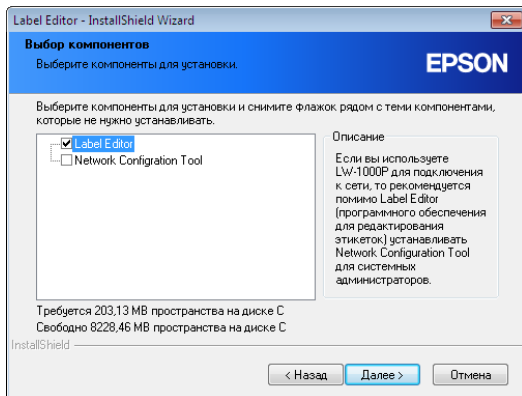 Label Editor - InstallShield Wizard
Выбор компонентов
Выберите компоненты для установки.
EPSON
Выберите компоненты для установки и снимите флажок рядом с теми компонентами,
которые не нужно устанавливать.
Label Editor
Network Configration Tool
Описание
Если вы используете
LW-1000P для подключения
к сети, то рекомендуется
помимо Label Editor
(программного обеспечения
для редактирования
этикеток) устанавливать
Network Configuration Tool
для системных
администраторов.
Требуется 203,13 MB пространства на диске C
Свободно 8228,46 MB пространства на диске C
InstallShield
< Назад
Далее >
Отмена